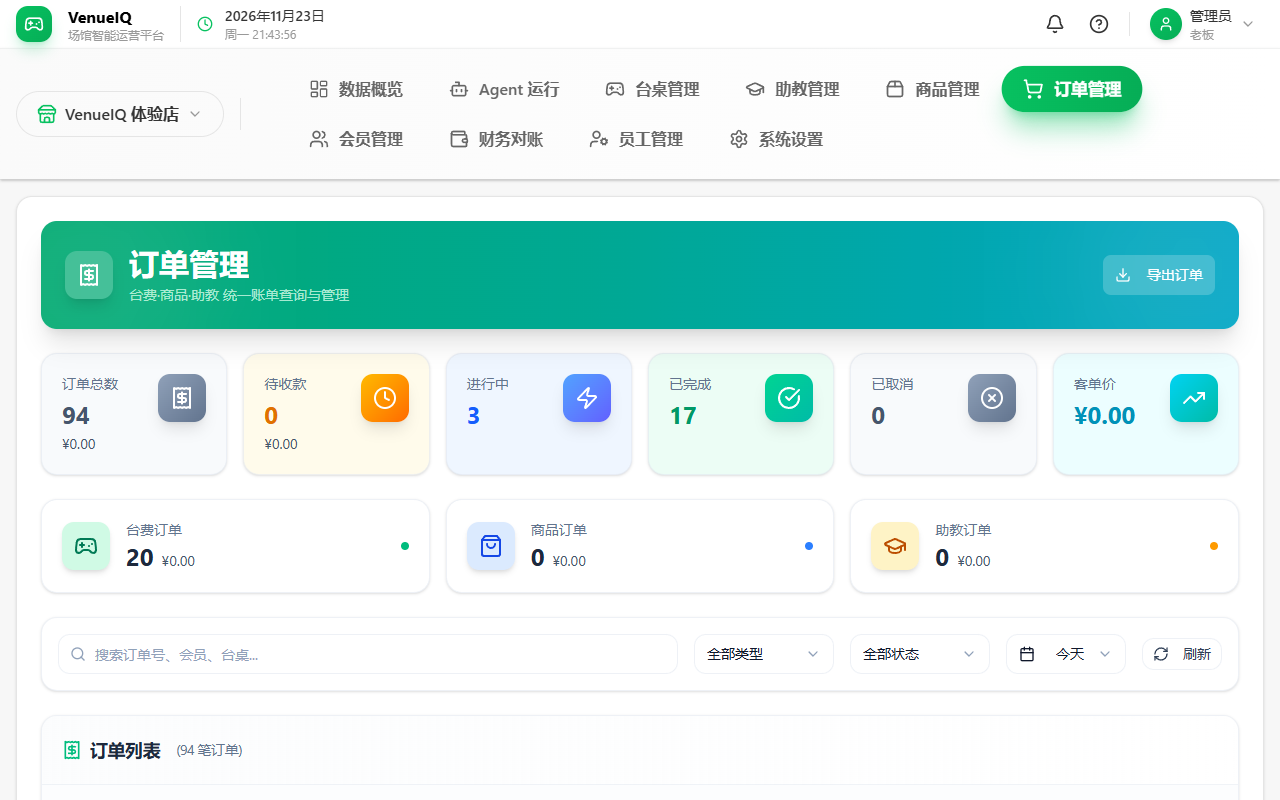 VenueIQ
场馆智能运营平台
2026年11月23日
周一 21:43:56
管理员
老板
VenueIQ 体验店
数据概览
Agent 运行
台桌管理
助教管理
商品管理
订单管理
会员管理
财务对账
员工管理
系统设置
订单管理
台费·商品·助教 统一账单查询与管理
导出订单
订单总数
94
¥0.00
待收款
0
¥0.00
进行中
3
已完成
17
已取消
0
客单价
¥0.00
台费订单
20 ¥0.00
商品订单
0 ¥0.00
助教订单
0 ¥0.00
搜索订单号、会员、台桌...
全部类型
全部状态
今天
刷新
订单列表 (94 笔订单)